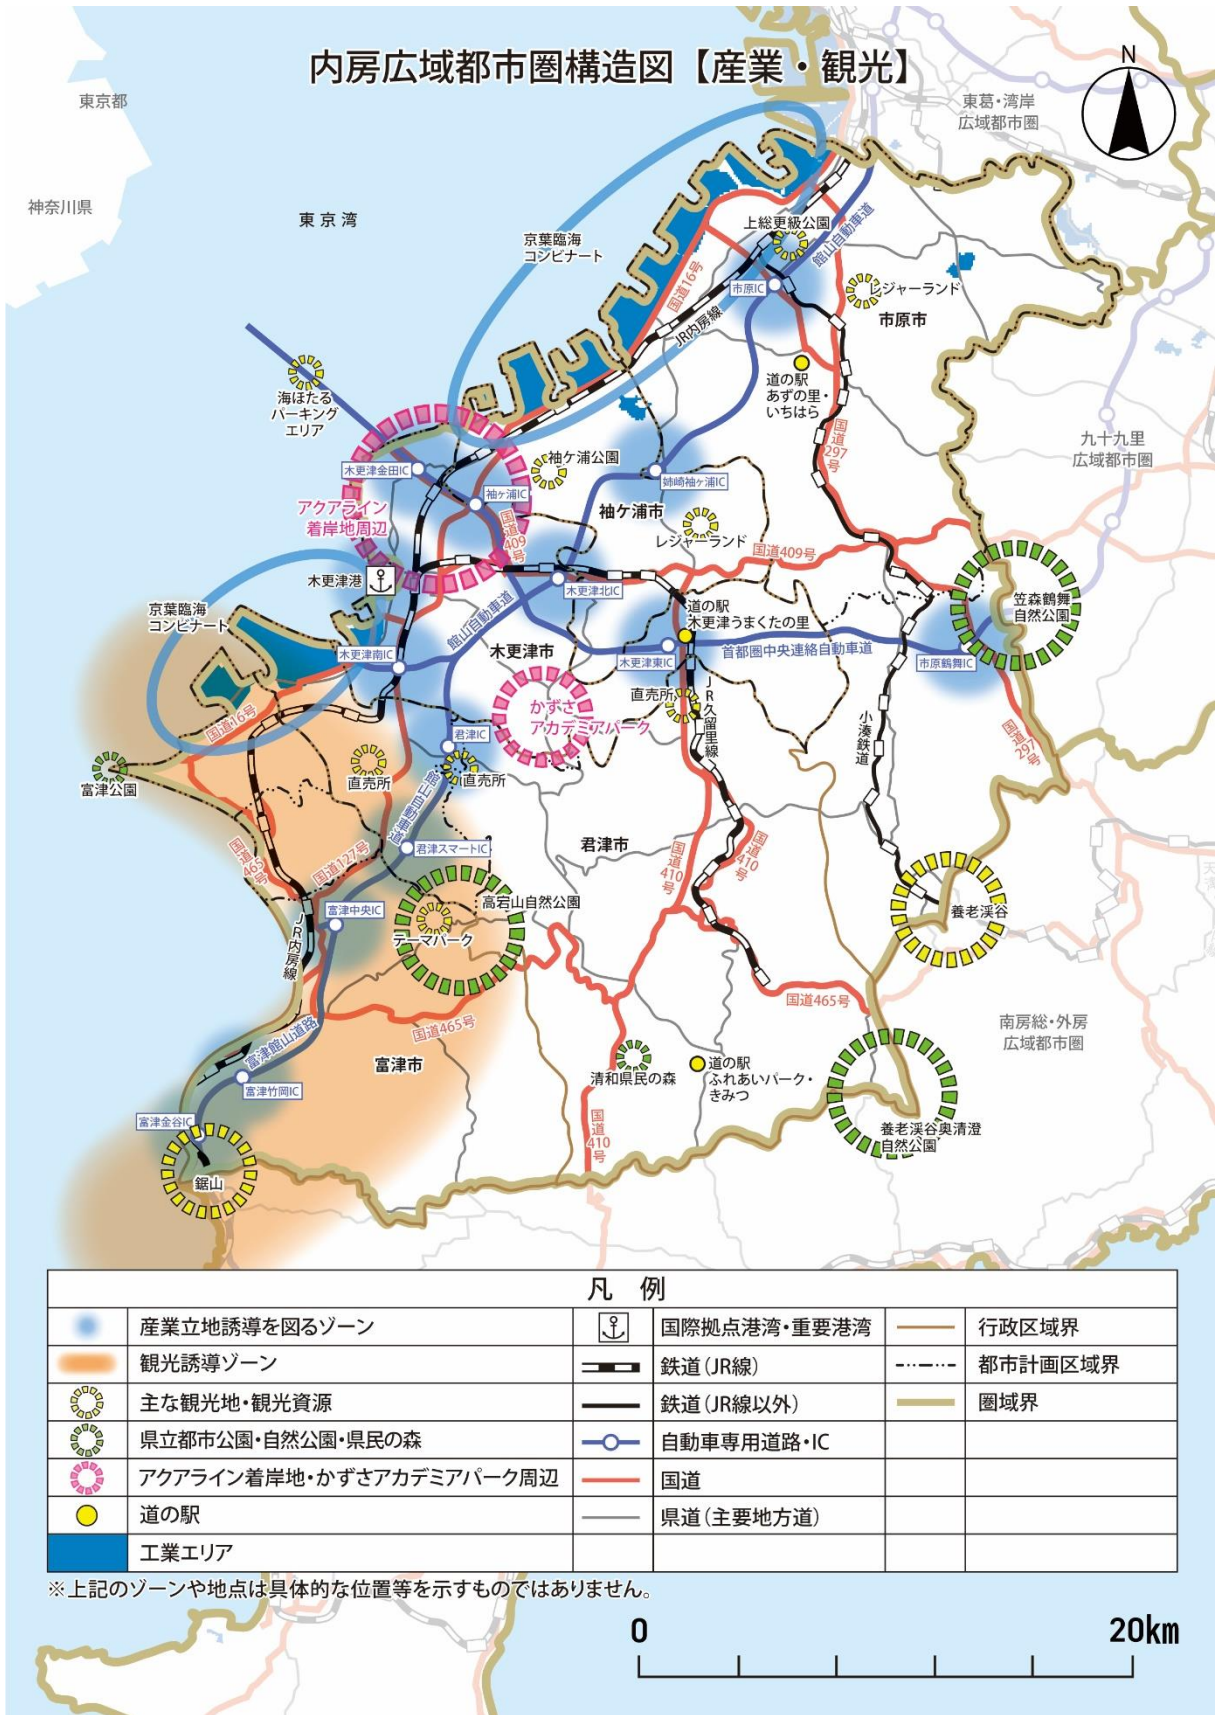 内房広域都市圏構造図【産業・観光】
N
東京都
東葛・湾岸
広域都市圏
神奈川県
東京湾
京葉臨海
コンビナート
上総更級公園
館山自動車道
国道16号
市原IC
レジャーランド
市原市
JR内房線
海ほたる
パーキング
エリア
道の駅
あずの里・
いちはら
国道
297
号
九十九里
広域都市圏
木更津金田IC
袖ケ浦公園
袖ヶ浦IC
姉崎袖ヶ浦IC
アクアライン
着岸地周辺
国道
409
号
袖ケ浦市
レジャーランド
国道409号
木更津港
木更津北IC
京葉臨海
コンビナート
館山自動車道
道の駅
木更津うまくたの里
笠森鶴舞
自然公園
木更津南IC
木更津市
木更津東IC
首都圏中央連絡自動車道
市原鶴舞IC
直売所
JR久留里線
かずさ
アカデミアパーク
国道16号
君津IC
小湊鉄道
国道
297
号
富津公園
直売所
直売所
館山自動車道
君津スマートIC
君津市
国道
410
号
国道
410
号
国道
465
号
国道127号
高宕山自然公園
富津中央IC
テーマパーク
養老渓谷
JR内房線
国道465号
国道465号
富津館山道路
富津市
南房総・外房
広域都市圏
清和県民の森
道の駅
ふれあいパーク・
きみつ
富津竹岡IC
富津金谷IC
国道
410
号
養老渓谷奥清澄
自然公園
鋸山
凡 例
産業立地誘導を図るゾーン
国際拠点港湾・重要港湾
行政区域界
観光誘導ゾーン
鉄道(JR線)
都市計画区域界
主な観光地・観光資源
鉄道(JR線以外)
圏域界
県立都市公園・自然公園・県民の森
自動車専用道路・IC
アクアライン着岸地・かずさアカデミアパーク周辺
国道
道の駅
県道(主要地方道)
工業エリア
※上記のゾーンや地点は具体的な位置等を示すものではありません。
0
20km